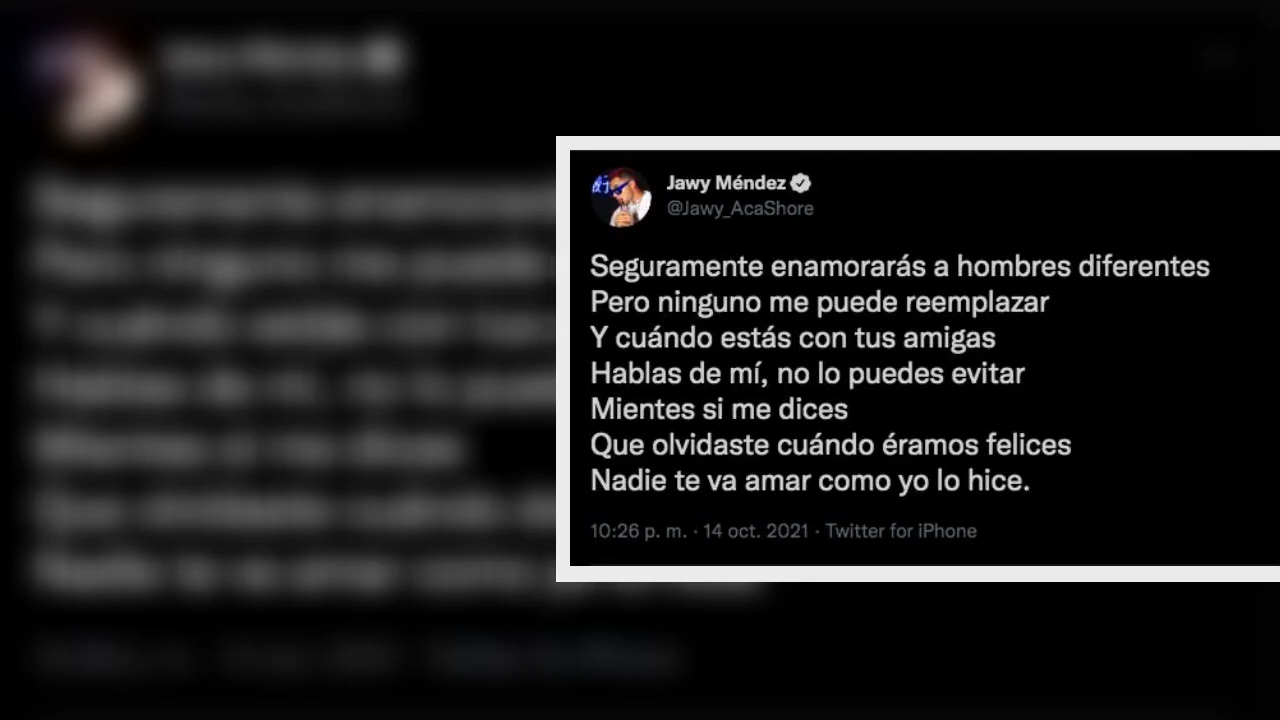 Jawy Méndez
@Jawy_AcaShore
Seguramente enamorarás a hombres diferentes
Pero ninguno me puede reemplazar
Y cuándo estás con tus amigas
Hablas de mí, no lo puedes evitar
Mientes si me dices
Que olvidaste cuándo éramos felices
Nadie te va amar como yo lo hice.
10:26 p. m. · 14 oct. 2021 · Twitter for iPhone